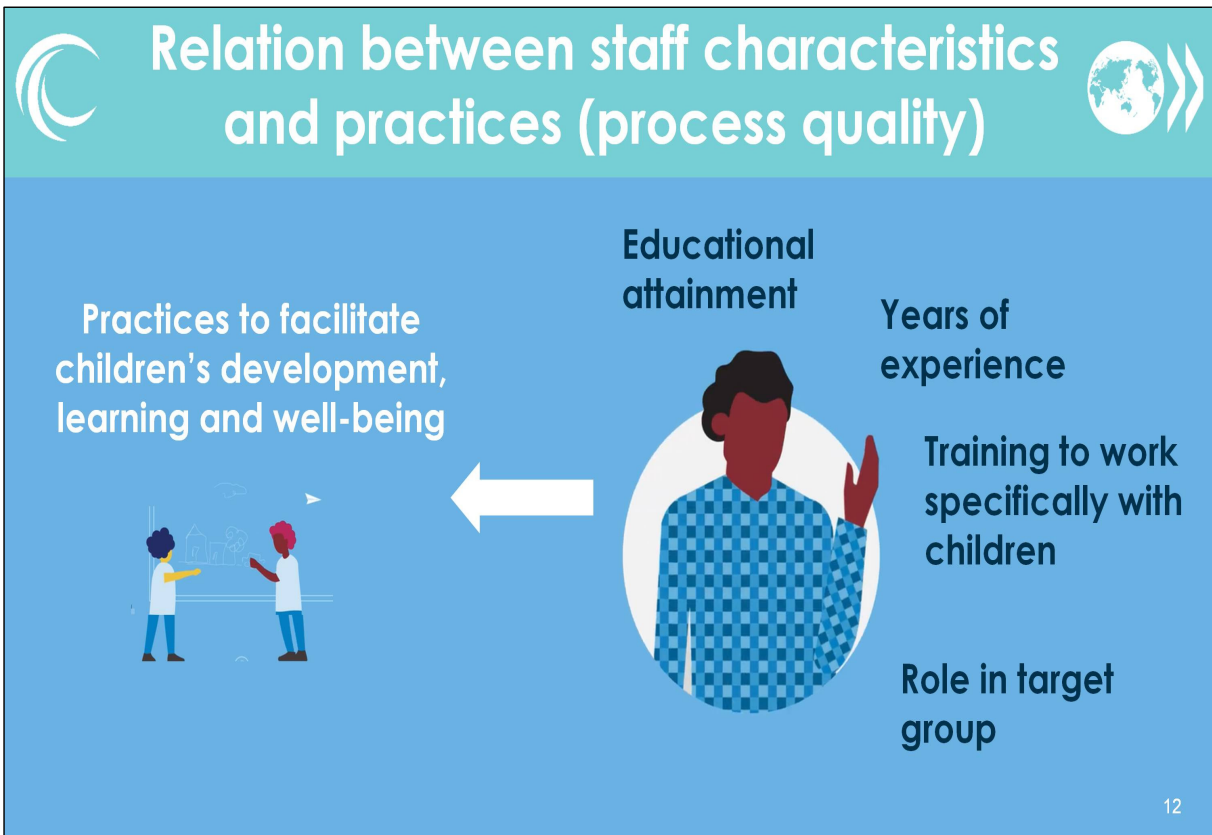 Relation between staff characteristics
and practices (process quality)
Practices to facilitate
children’s development,
learning and well-being
Educational
attainment
Years of
experience
Training to work
specifically with
children
Role in target
group
12